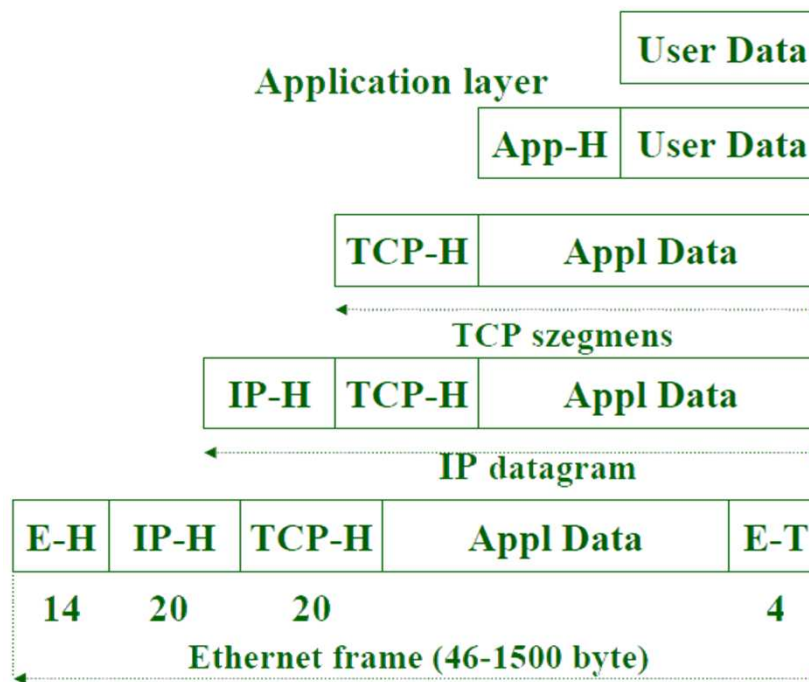 User Data
Application layer
App-H User Data
TCP-H Appl Data
TCP szegmens
IP-H TCP-H Appl Data
IP datagram
E-H IP-H TCP-H Appl Data E-T
14 20 20 4
Ethernet frame (46-1500 byte)